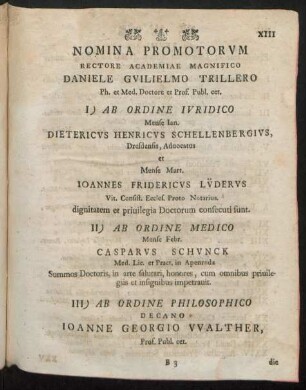 XIII
NOMINA PROMOTORVM
RECTORE ACADEMIAE MAGNIFICO
DANIELE GVILIELMO TRILLERO
Ph. et Med. Doctore et Prof. Publ. cet.
I) AB ORDINE IVRIDICO
Mense Ian.
DIETERICVS HENRICVS SCHELLENBERGIVS,
Dresdensis, Aduocatus
et
Mense Mart.
IOANNES FRIDERICVS LÜDERVS
Vit. Consist. Eccles. Proto Notarius.
dignitatem et priuilegia Doctorum consecuti sunt.
II) AB ORDINE MEDICO
Mense Febr.
CASPARVS SCHVNCK
Med. Lic. et Pract. in Apenrada
Summos Doctoris, in arte salutari, honores, cum omnibus priuile-
giis et insignibus impetrauit.
III) AB ORDINE PHILOSOPHICO
DECANO
IOANNE GEORGIO VVALTHER,
Prof. Publ. cet.
B 3
die